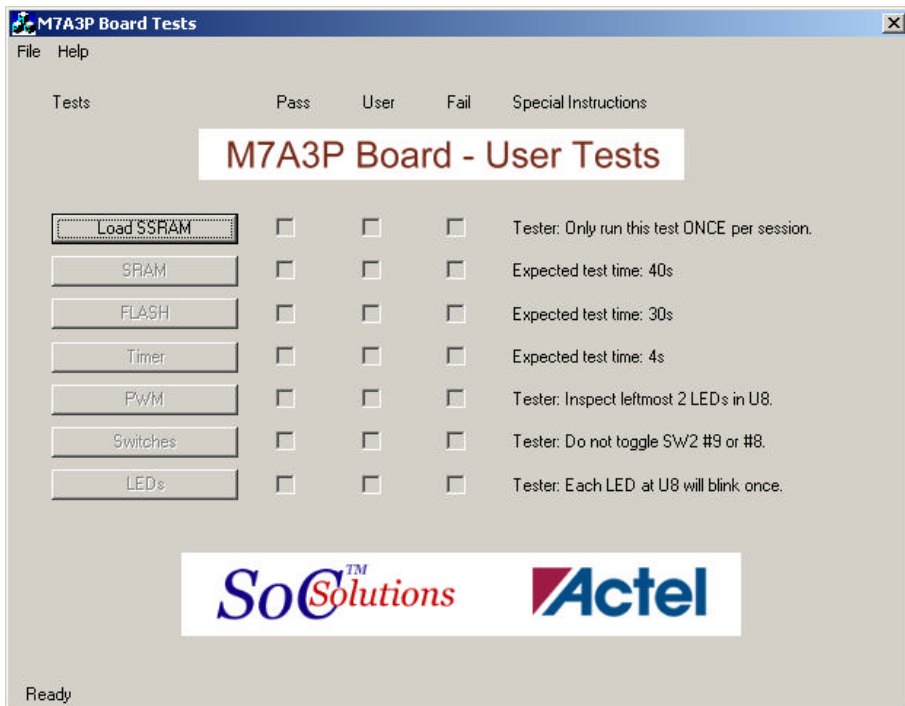 M7A3P Board Tests
File Help
Tests Pass User Fail Special Instructions
M7A3P Board - User Tests
Load SSRAM Tester: Only run this test ONCE per session.
SRAM Expected test time: 40s
FLASH Expected test time: 30s
Timer Expected test time: 4s
PWM Tester: Inspect leftmost 2 LEDs in U8.
Switches Tester: Do not toggle SW2 #9 or #8.
LEDs Tester: Each LED at U8 will blink once.
SoC Solutions™ Actel
Ready